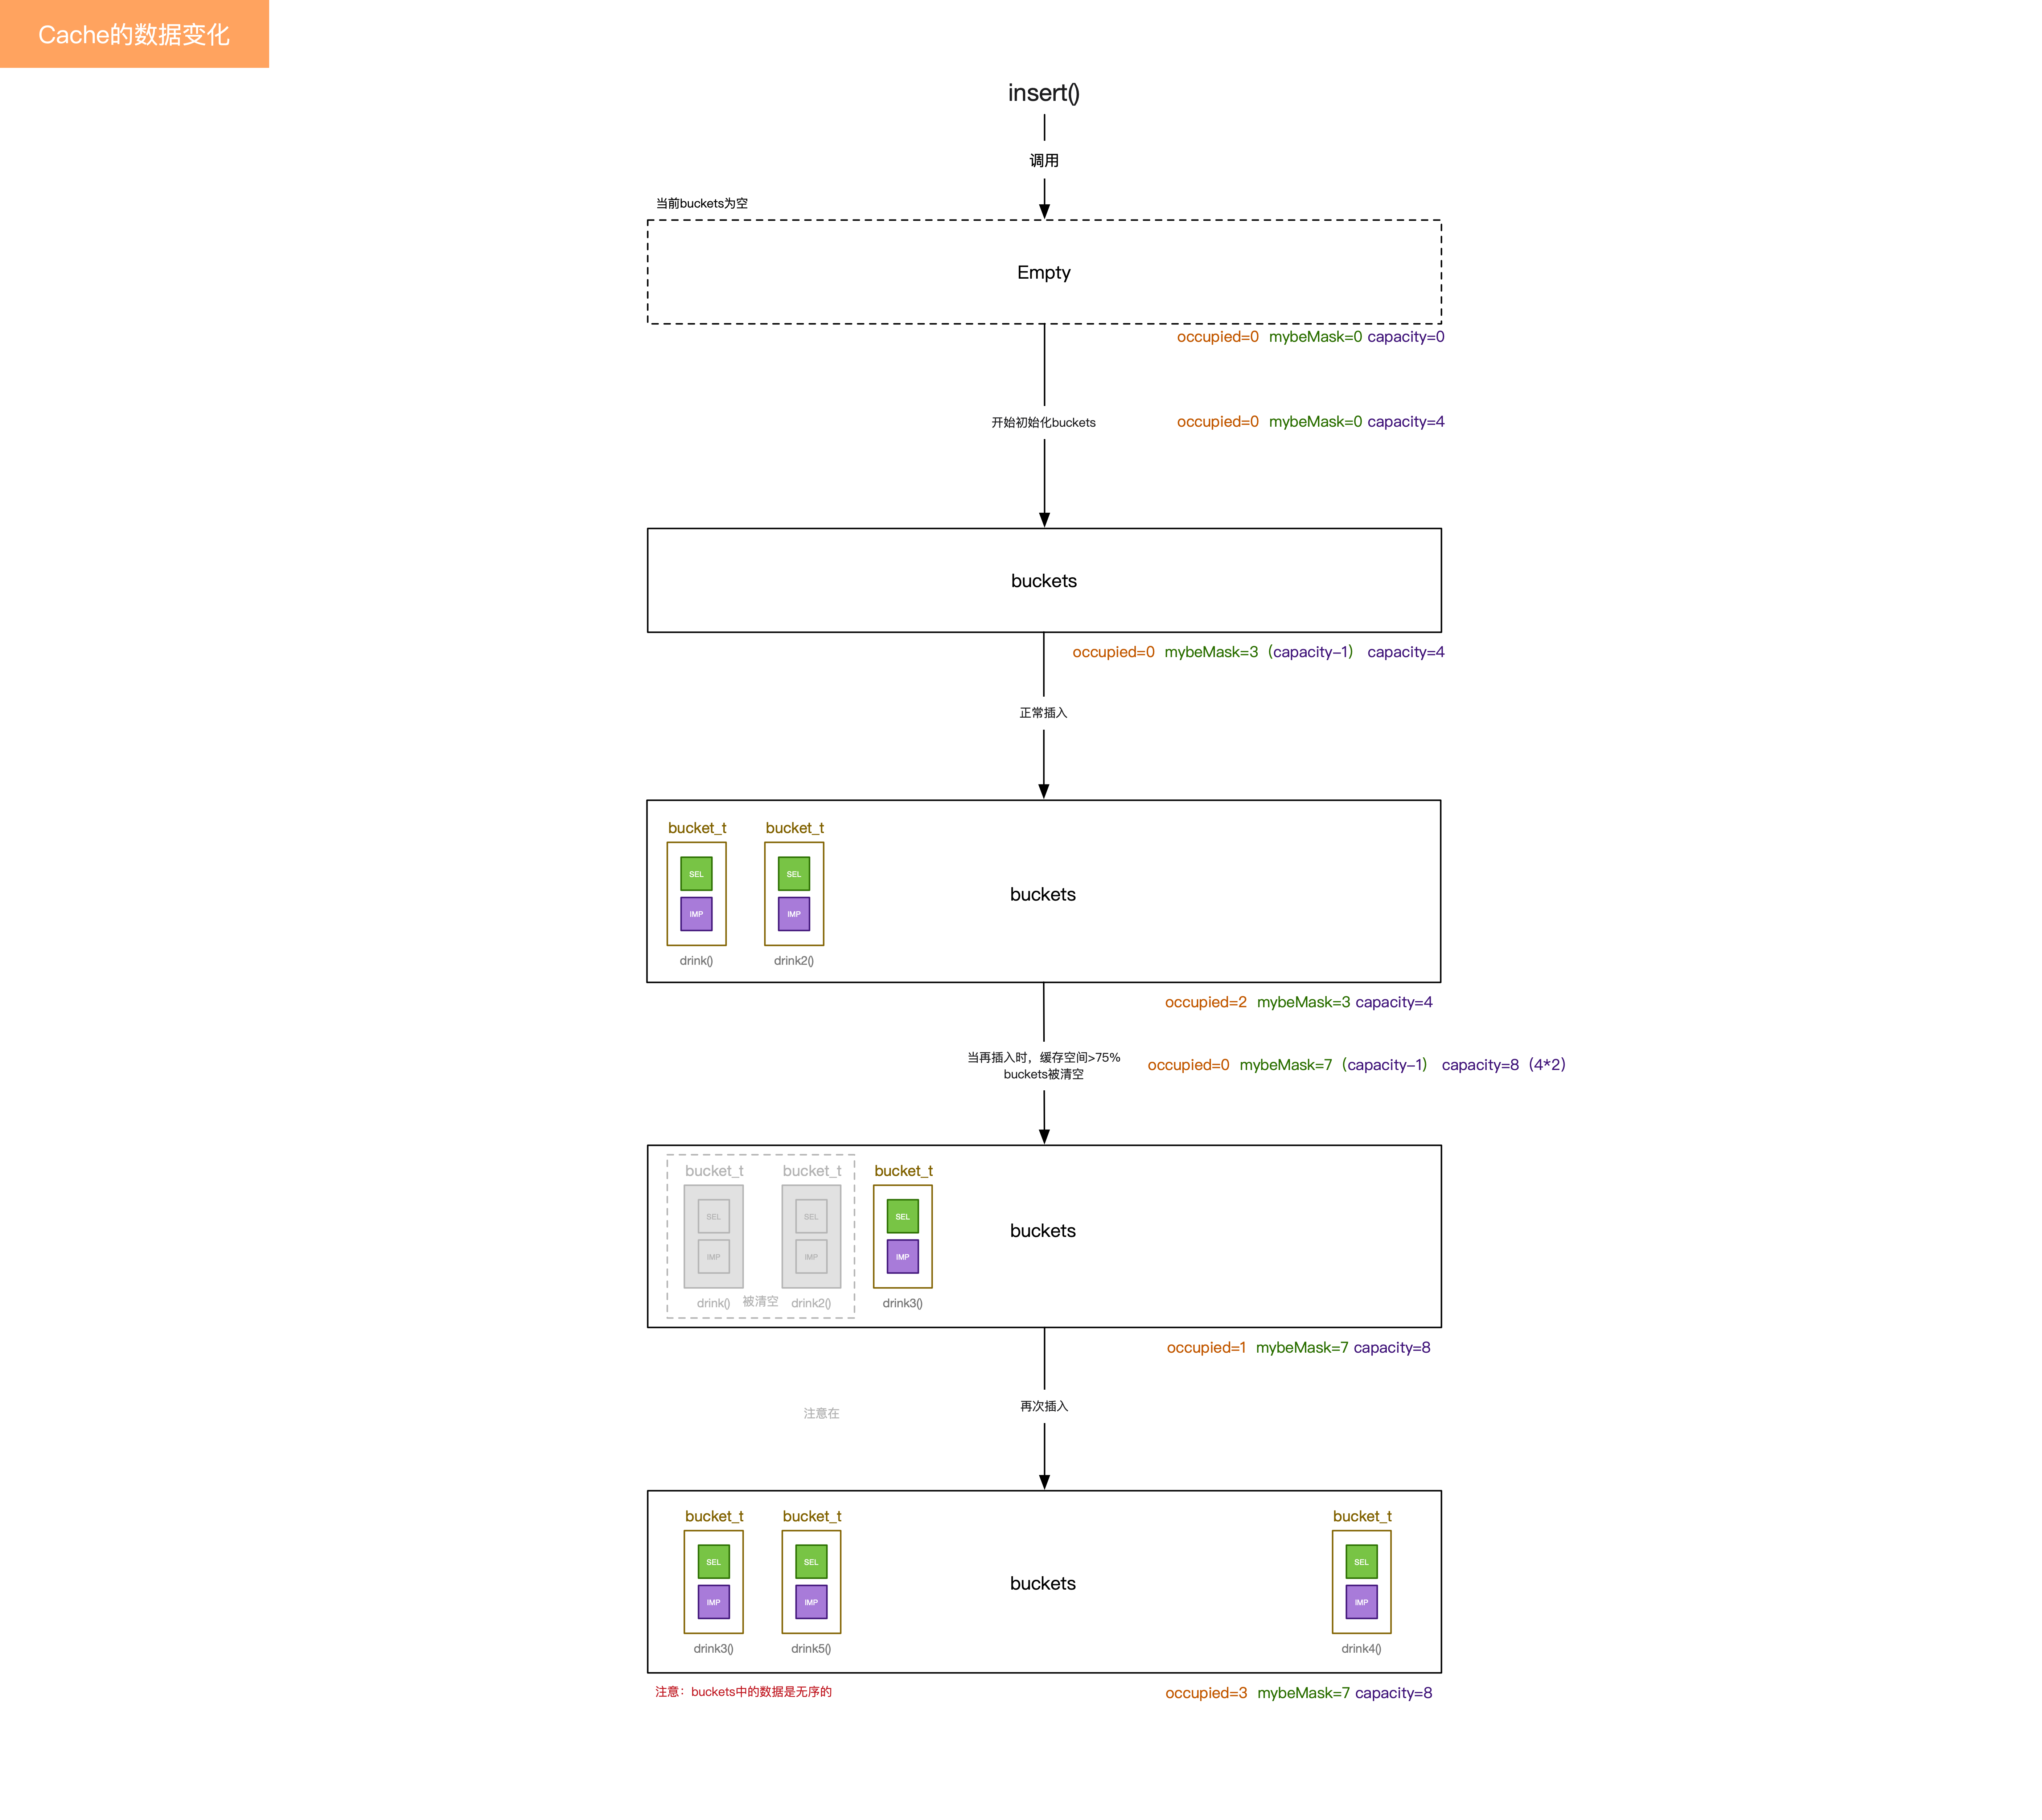 Cache的数据变化
insert()
调用
当前buckets为空
Empty
occupied=0 mybeMask=0 capacity=0
开始初始化buckets
occupied=0 mybeMask=0 capacity=4
buckets
occupied=0 mybeMask=3（capacity-1） capacity=4
正常插入
bucket_t bucket_t
SEL SEL
buckets
IMP IMP
drink() drink2()
occupied=2 mybeMask=3 capacity=4
当再插入时，缓存空间>75%
buckets被清空
occupied=0 mybeMask=7（capacity-1） capacity=8（4*2）
bucket_t bucket_t bucket_t
SEL SEL SEL
buckets
IMP IMP IMP
drink() 被清空 drink2() drink3()
occupied=1 mybeMask=7 capacity=8
再次插入
注意在
bucket_t bucket_t bucket_t
SEL SEL SEL
buckets
IMP IMP IMP
drink3() drink5() drink4()
注意：buckets中的数据是无序的
occupied=3 mybeMask=7 capacity=8